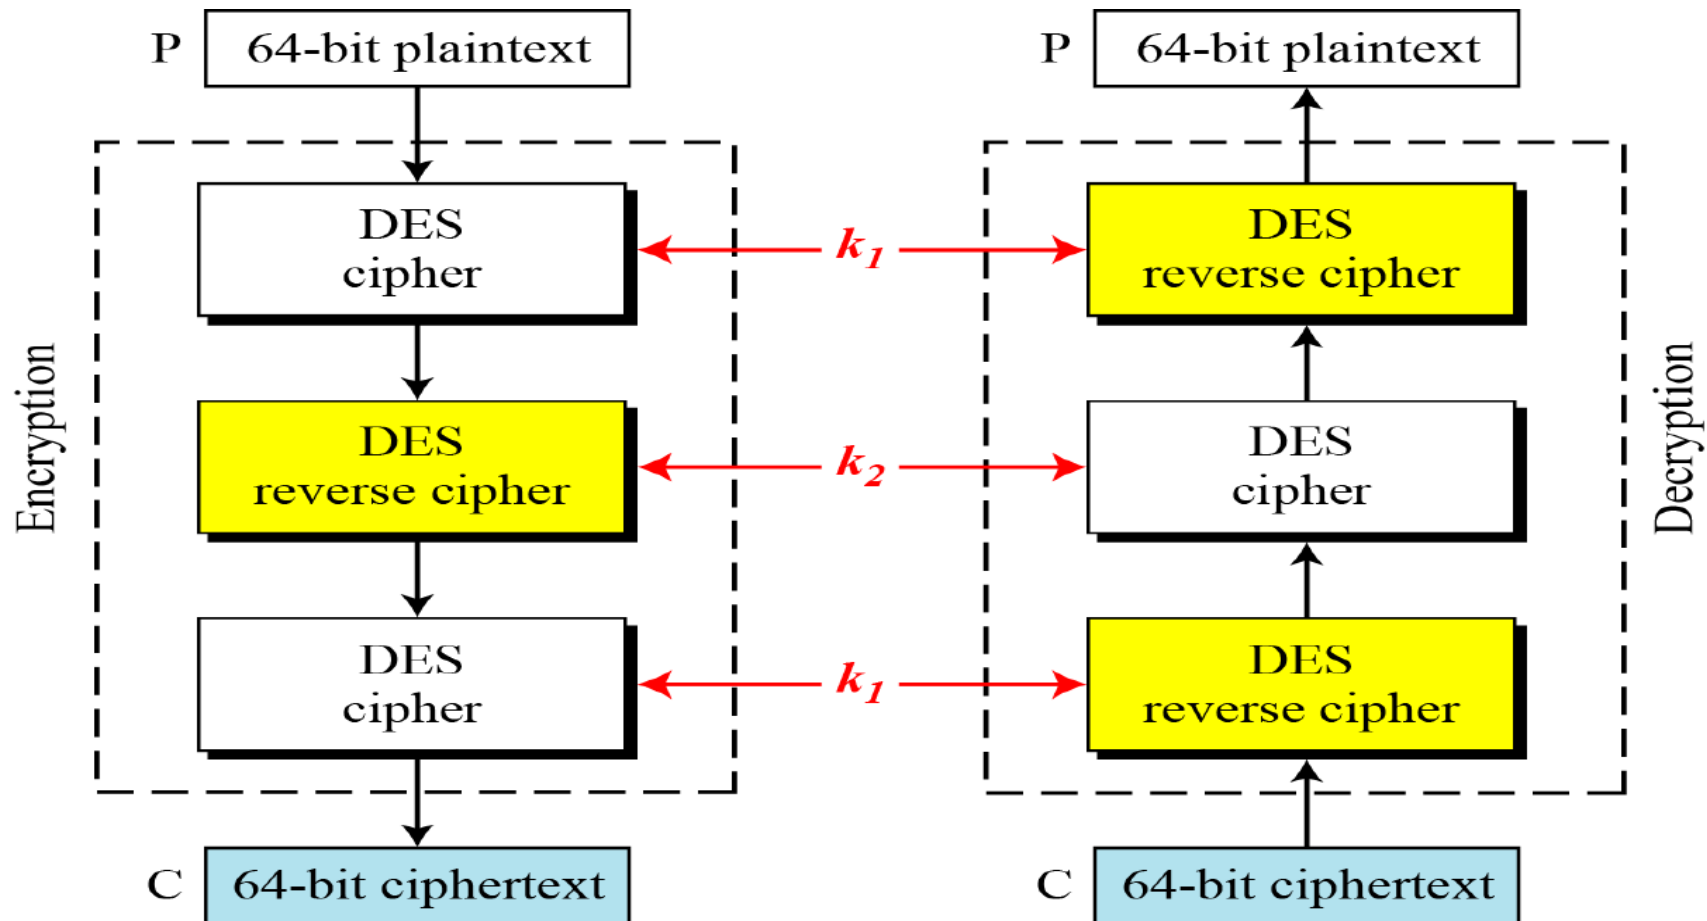 P 64-bit plaintext
P 64-bit plaintext
Encryption
DES
cipher
k1
DES
reverse cipher
DES
reverse cipher
k2
DES
cipher
DES
cipher
k1
DES
reverse cipher
Decryption
C 64-bit ciphertext
C 64-bit ciphertext